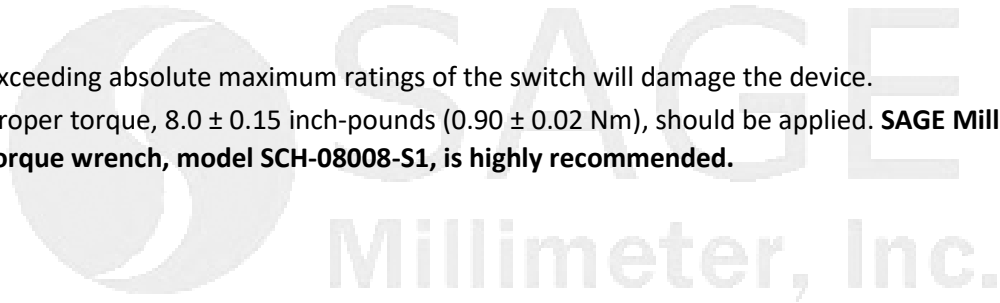 xceeding absolute maximum ratings of the switch will damage the device.
roper torque, 8.0 ± 0.15 inch-pounds (0.90 ± 0.02 Nm), should be applied. SAGE Mill
orque wrench, model SCH-08008-S1, is highly recommended.
SAGE
Millimeter, Inc.